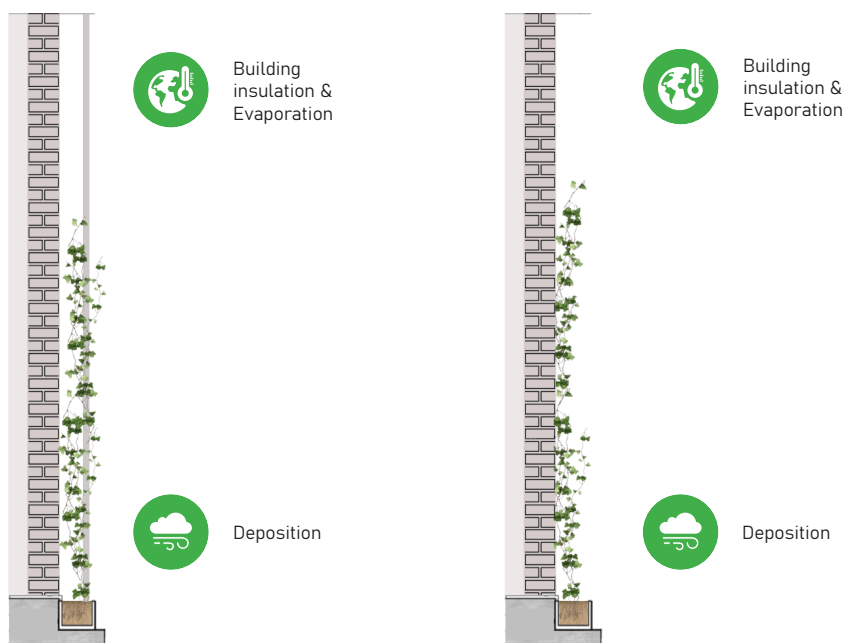 Building
insulation &
Evaporation
Building
insulation &
Evaporation
Deposition
Deposition